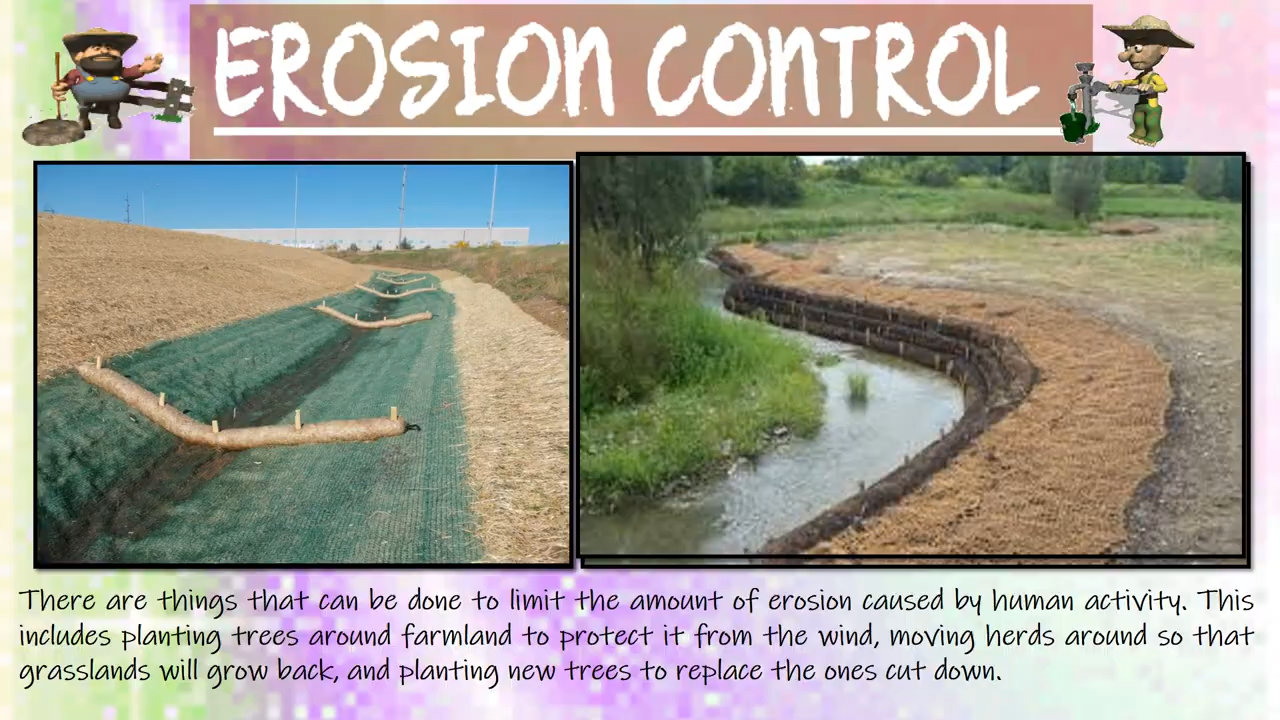 EROSION CONTROL
There are things that can be done to limit the amount of erosion caused by human activity. This
includes planting trees around farmland to protect it from the wind, moving herds around so that
grasslands will grow back, and planting new trees to replace the ones cut down.